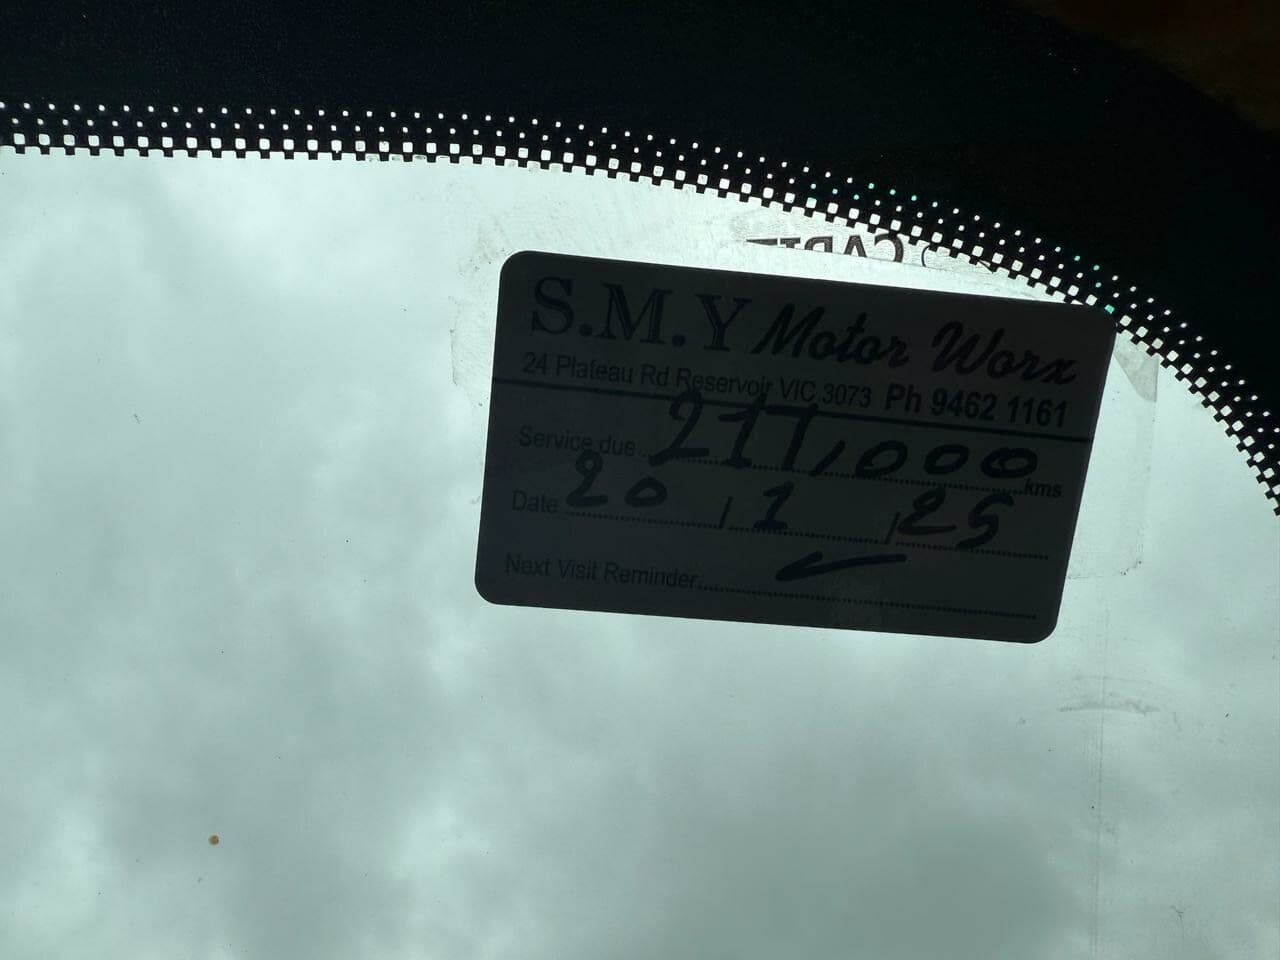 S.M.Y Motor Worx
24 Plateau Rd Reservoir VIC 3073 Ph 9462 1161
Service due 217,000 kms
Date 20 / 1 / 25
Next Visit Reminder